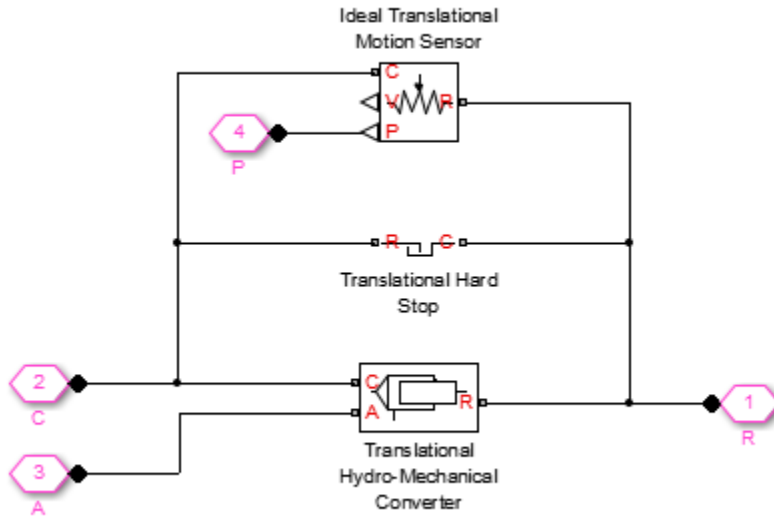 Ideal Translational
Motion Sensor
C
V
R
P
4
P
R
C
Translational Hard
Stop
2
C
C
A
R
1
R
Translational
Hydro-Mechanical
Converter
3
A